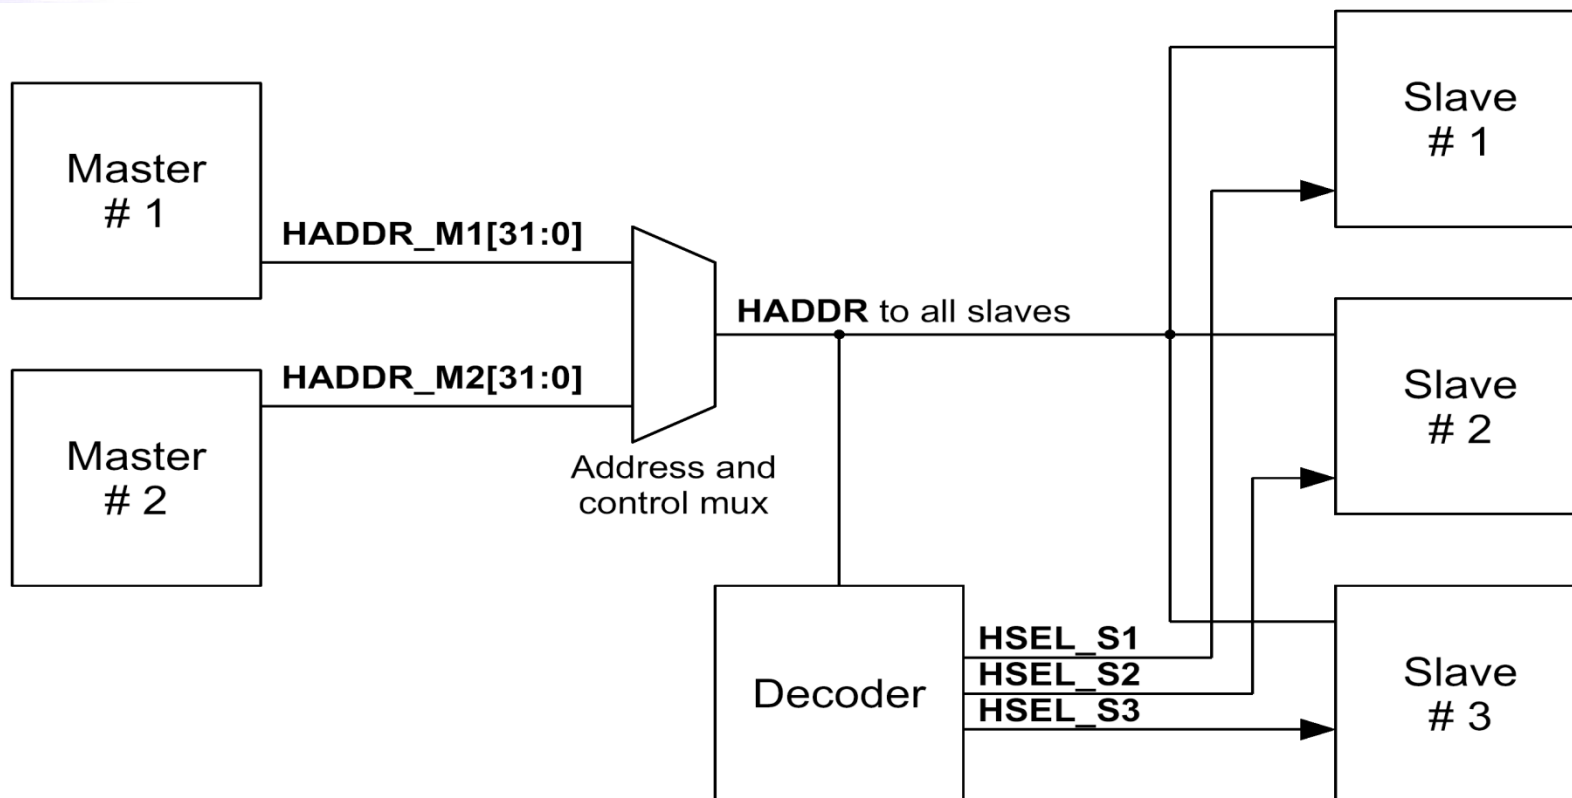 Master
# 1
HADDR_M1[31:0]
Master
# 2
HADDR_M2[31:0]
Address and
control mux
HADDR to all slaves
Decoder
HSEL_S1
HSEL_S2
HSEL_S3
Slave
# 1
Slave
# 2
Slave
# 3